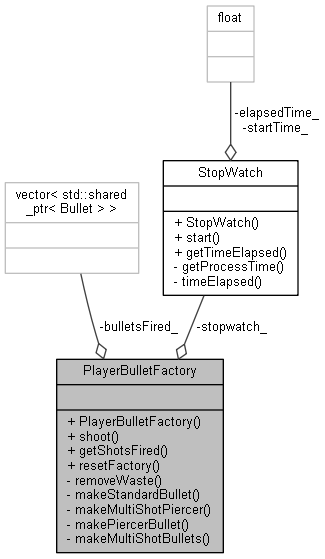 float
-elapsedTime_
-startTime_
StopWatch
+ StopWatch()
+ start()
+ getTimeElapsed()
- getProcessTime()
- timeElapsed()
vector< std::shared
_ptr< Bullet > >
-bulletsFired_
-stopwatch_
PlayerBulletFactory
+ PlayerBulletFactory()
+ shoot()
+ getShotsFired()
+ resetFactory()
- removeWaste()
- makeStandardBullet()
- makeMultiShotPiercer()
- makePiercerBullet()
- makeMultiShotBullets()